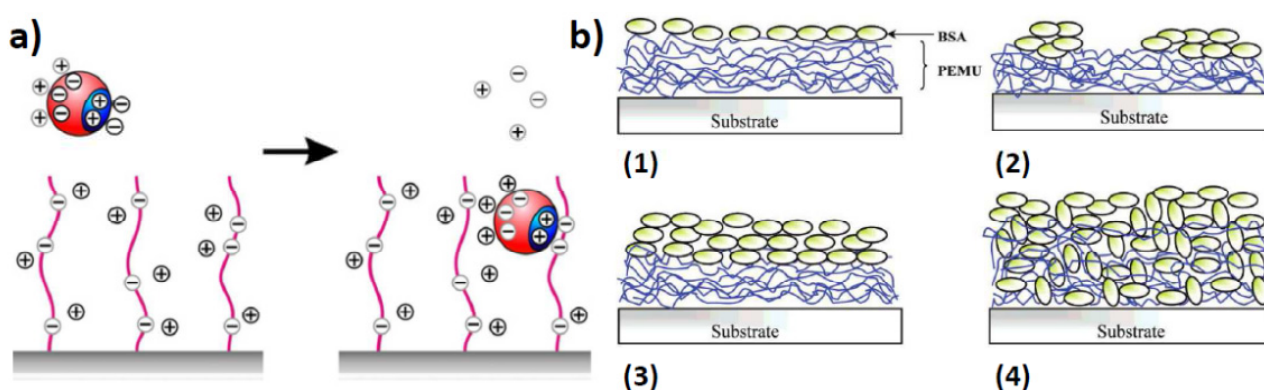 a)
b)
BSA
PEMU
Substrate
(1)
Substrate
(2)
Substrate
(3)
Substrate
(4)